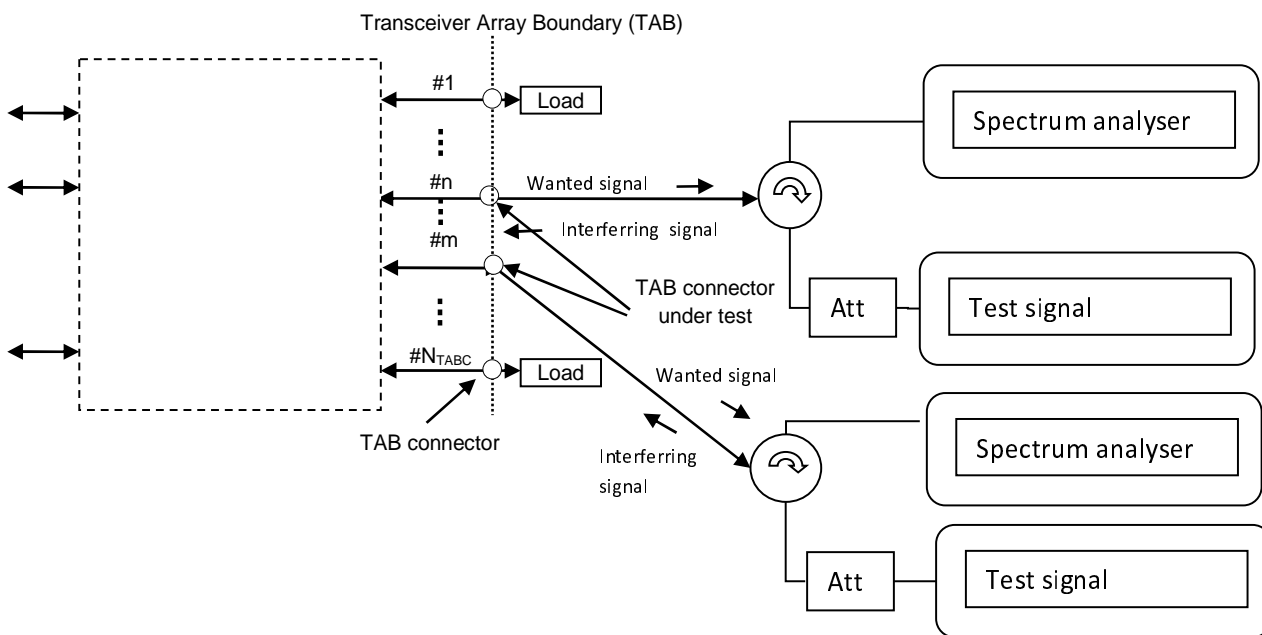 Transceiver Array Boundary (TAB)
#1
Load
Spectrum analyser
#n
Wanted signal
Interferring signal
#m
TAB connector
under test
Att
Test signal
#NTABC
Load
Wanted signal
TAB connector
Interferring
signal
Spectrum analyser
Att
Test signal